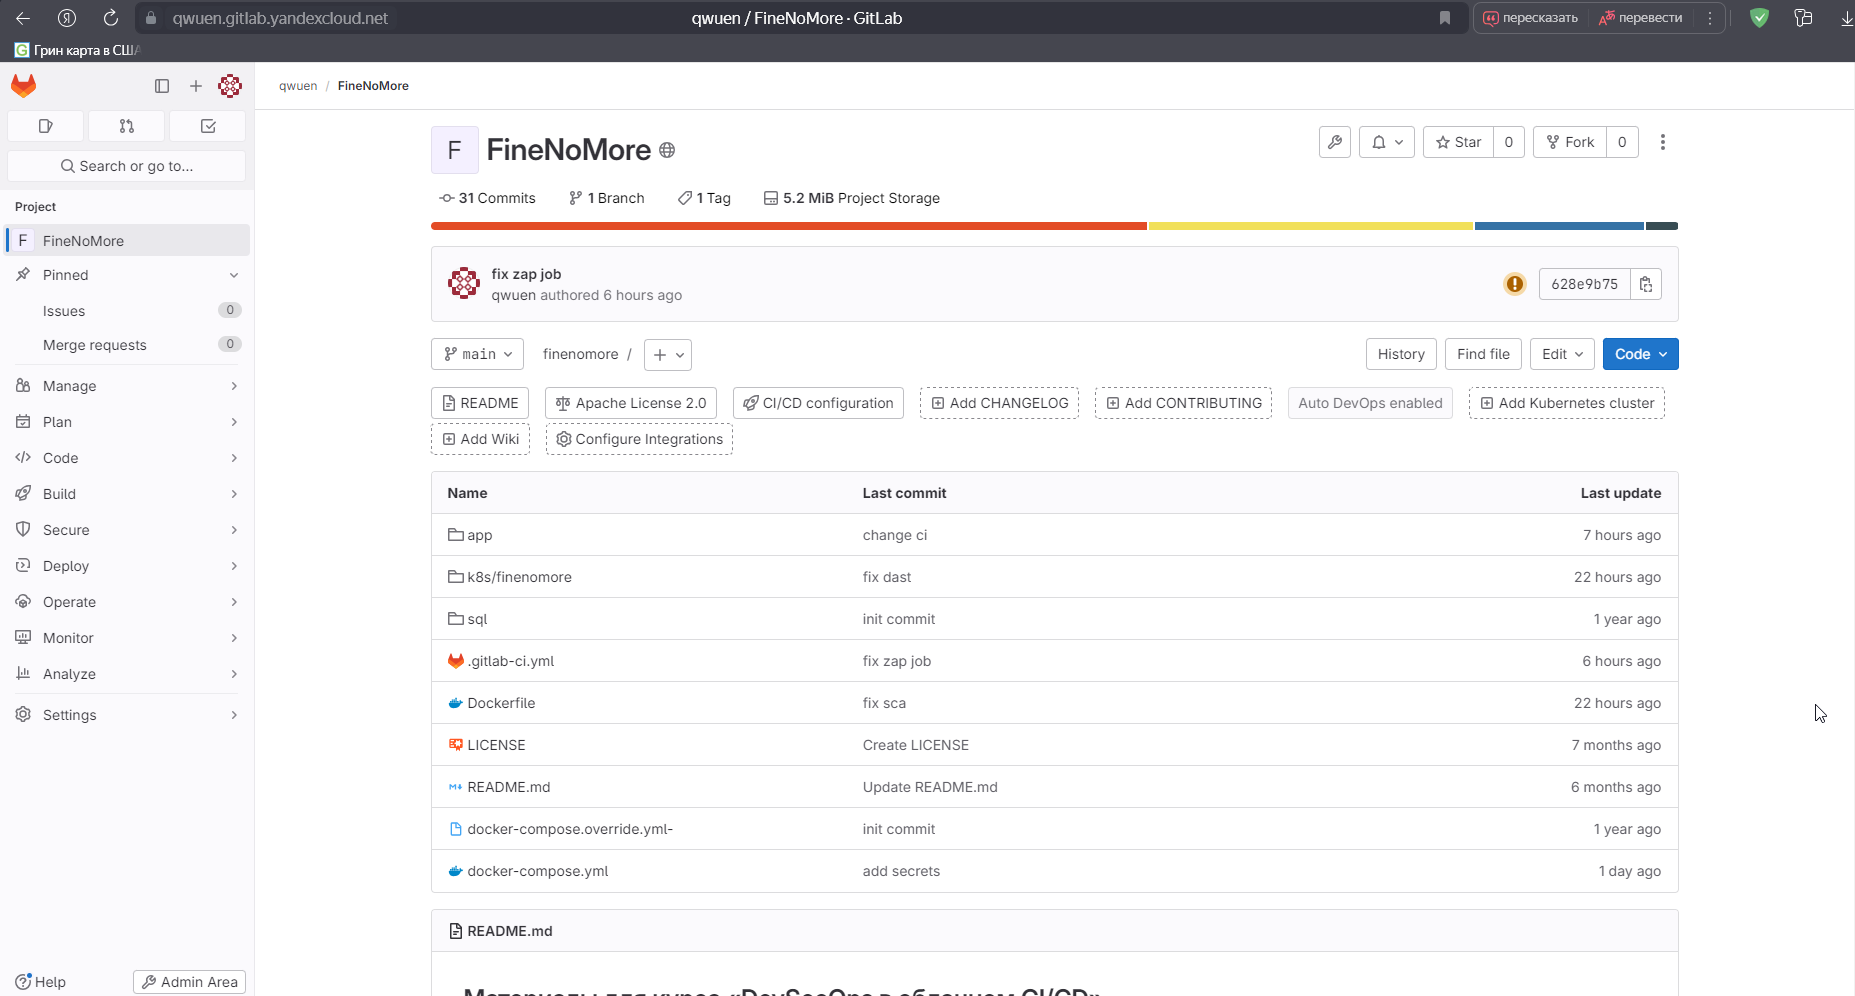 qwuen.gitlab.yandexcloud.net
qwuen / FineNoMore · GitLab
пересказать
перевести
Грин карта в США
qwuen / FineNoMore
Search or go to...
Project
F FineNoMore
Pinned
Issues 0
Merge requests 0
Manage
Plan
Code
Build
Secure
Deploy
Operate
Monitor
Analyze
Settings
Help
Admin Area
F FineNoMore
Star 0
Fork 0
31 Commits 1 Branch 1 Tag 5.2 MiB Project Storage
fix zap job
qwuen authored 6 hours ago
628e9b75
main finenomore /
History Find file Edit Code
README Apache License 2.0 CI/CD configuration Add CHANGELOG Add CONTRIBUTING Auto DevOps enabled Add Kubernetes cluster
Add Wiki Configure Integrations
Name Last commit Last update
app change ci 7 hours ago
k8s/finenomore fix dast 22 hours ago
sql init commit 1 year ago
.gitlab-ci.yml fix zap job 6 hours ago
Dockerfile fix sca 22 hours ago
LICENSE Create LICENSE 7 months ago
README.md Update README.md 6 months ago
docker-compose.override.yml- init commit 1 year ago
docker-compose.yml add secrets 1 day ago
README.md
Материалы для курса «DevSecOps в облачном CI/CD»